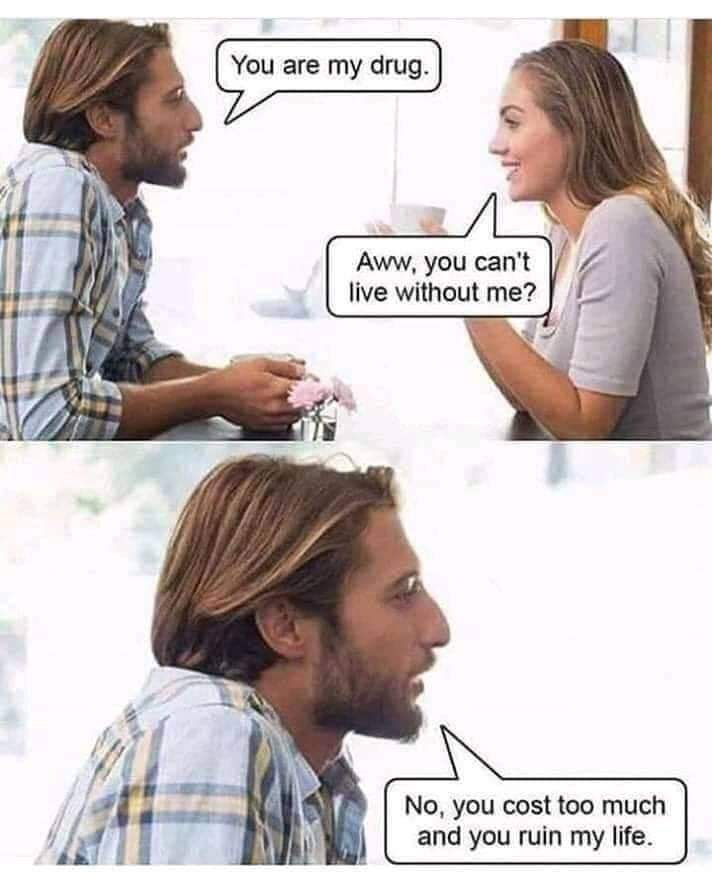 You are my drug.
Aww, you can't
live without me?
No, you cost too much
and you ruin my life.